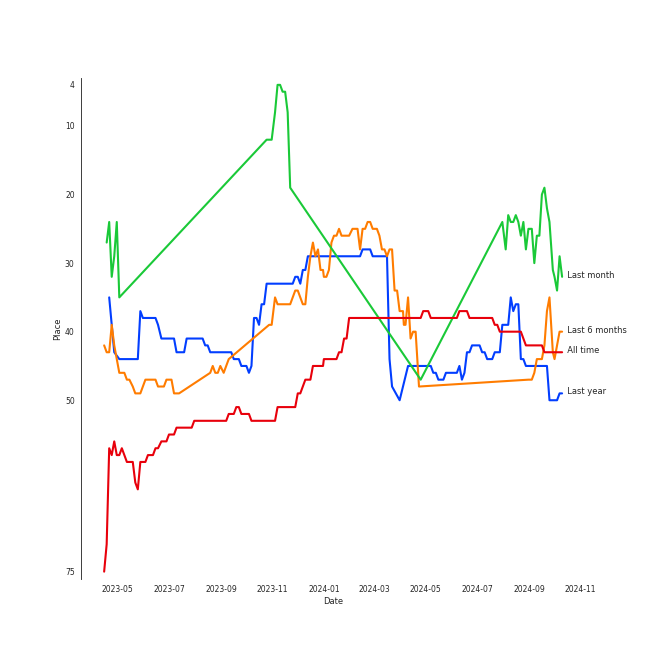 4
10
20
30
40
50
75
Place
2023-05
2023-07
2023-09
2023-11
2024-01
2024-03
2024-05
2024-07
2024-09
2024-11
Date
Last month
Last 6 months
All time
Last year